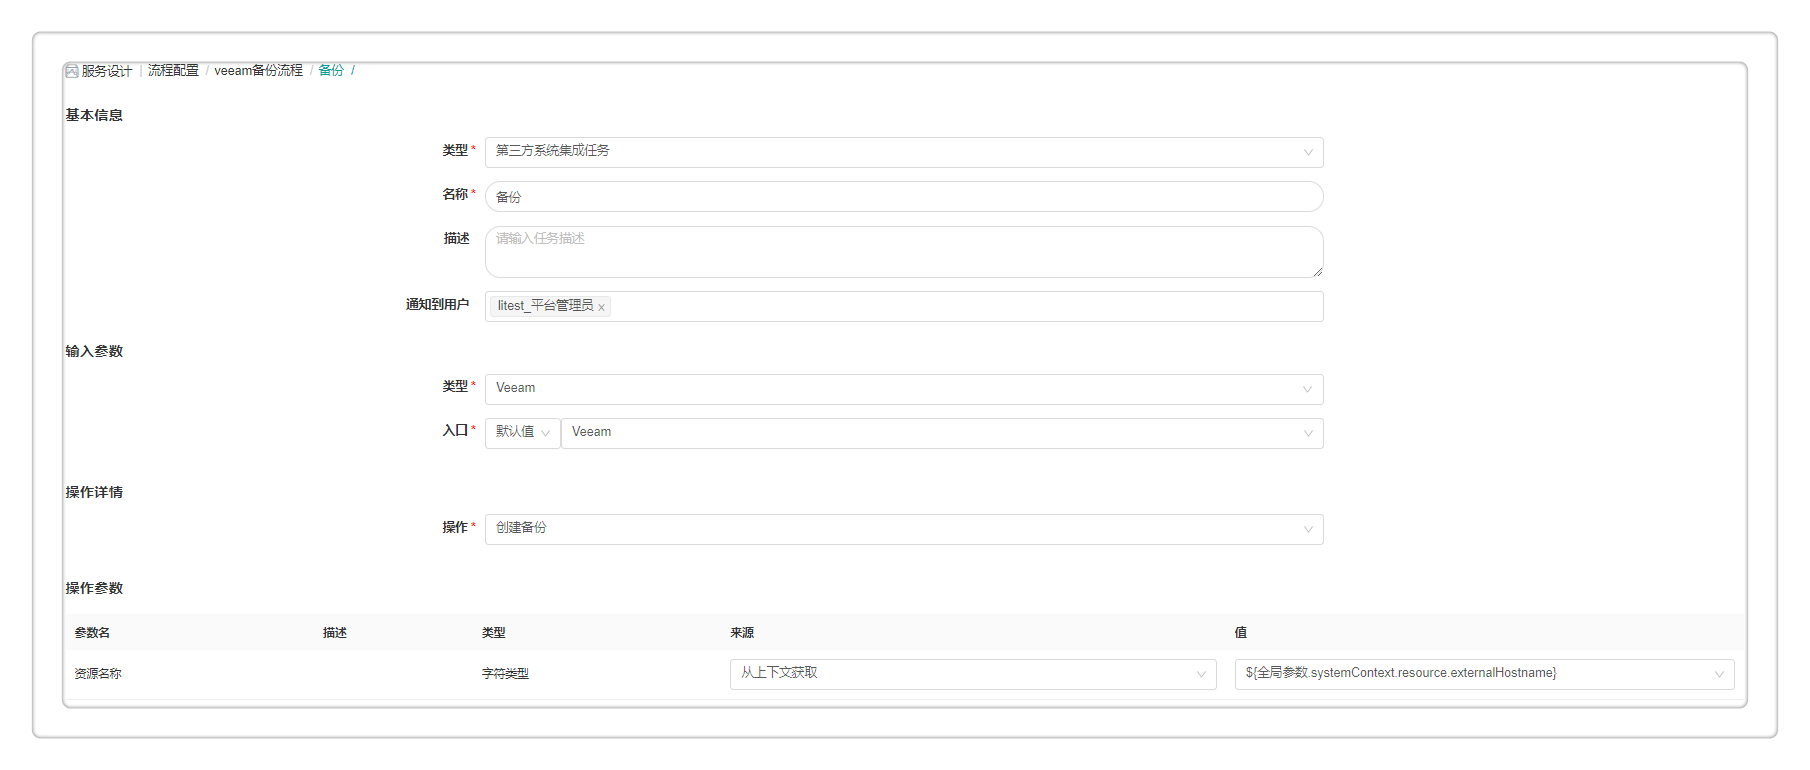 服务设计 | 流程配置 / veeam备份流程 / 备份 /
基本信息
类型* 第三方系统集成任务
名称* 备份
描述 请输入任务描述
通知到用户 litest_平台管理员 x
输入参数
类型* Veeam
入口* 默认值 Veeam
操作详情
操作* 创建备份
操作参数
参数名 描述 类型 来源 值
资源名称 字符类型 从上下文获取 ${全局参数.systemContext.resource.externalHostname}